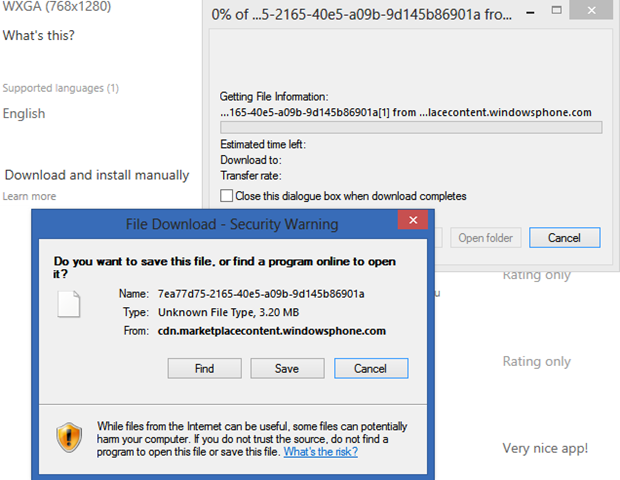 WXGA (768x1280)
What's this?
Supported languages (1)
English
Download and install manually
Learn more
0% of ...5-2165-40e5-a09b-9d145b86901a fro...
Getting File Information:
...165-40e5-a09b-9d145b86901a[1] from ...lacecontent.windowsphone.com
Estimated time left:
Download to:
Transfer rate:
Close this dialogue box when download completes
Open folder
Cancel
File Download - Security Warning
Do you want to save this file, or find a program online to open
it?
Name: 7ea77d75-2165-40e5-a09b-9d145b86901a
Type: Unknown File Type, 3.20 MB
From: cdn.marketplacecontent.windowsphone.com
Find
Save
Cancel
While files from the Internet can be useful, some files can potentially
harm your computer. If you do not trust the source, do not find a
program to open this file or save this file. What's the risk?
Rating only
Rating only
Very nice app!